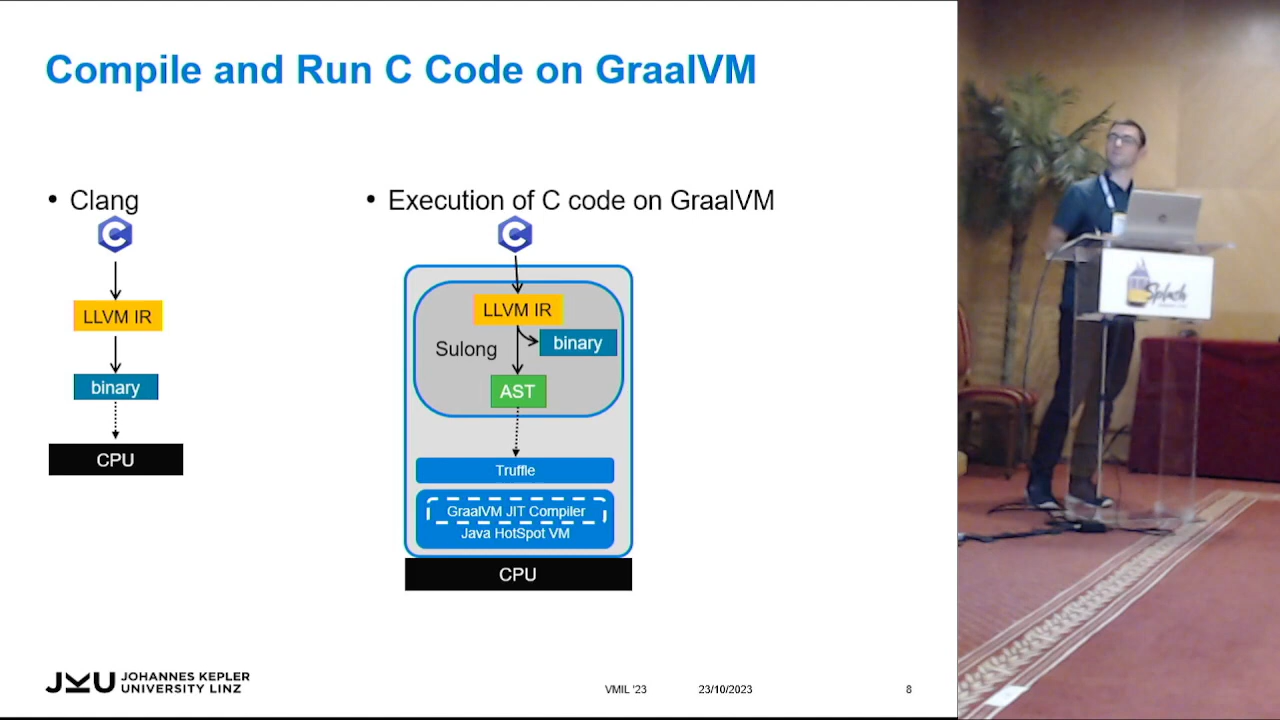 Compile and Run C Code on GraalVM
• Clang
C
LLVM IR
binary
CPU
• Execution of C code on GraalVM
C
LLVM IR
binary
Sulong
AST
Truffle
GraalVM JIT Compiler
Java HotSpot VM
CPU
JKU JOHANNES KEPLER
UNIVERSITY LINZ
VMIL '23
23/10/2023
8
Splash